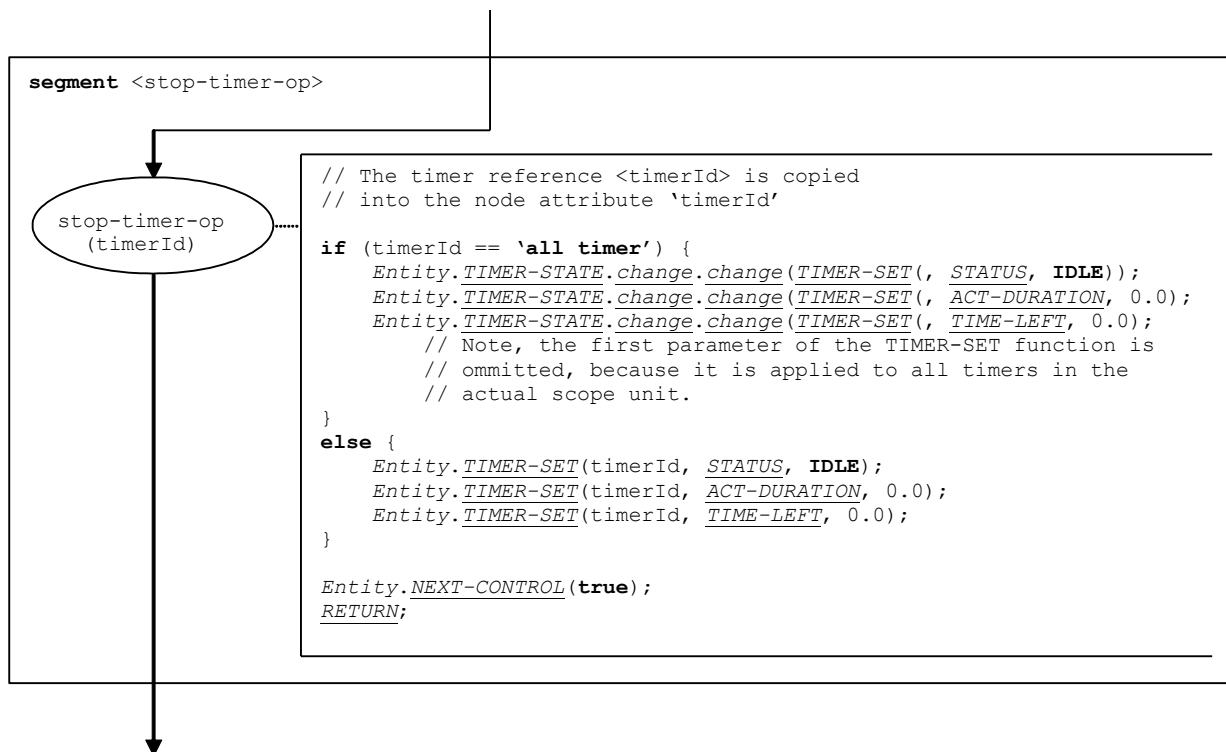 segment <stop-timer-op>
stop-timer-op
(timerId)
// The timer reference <timerId> is copied
// into the node attribute ‘timerId’
if (timerId == ‘all timer’) {
Entity.TIMER-STATE.change.change(TIMER-SET(, STATUS, IDLE));
Entity.TIMER-STATE.change.change(TIMER-SET(, ACT-DURATION, 0.0);
Entity.TIMER-STATE.change.change(TIMER-SET(, TIME-LEFT, 0.0);
// Note, the first parameter of the TIMER-SET function is
// ommitted, because it is applied to all timers in the
// actual scope unit.
}
else {
Entity.TIMER-SET(timerId, STATUS, IDLE);
Entity.TIMER-SET(timerId, ACT-DURATION, 0.0);
Entity.TIMER-SET(timerId, TIME-LEFT, 0.0);
}
Entity.NEXT-CONTROL(true);
RETURN;